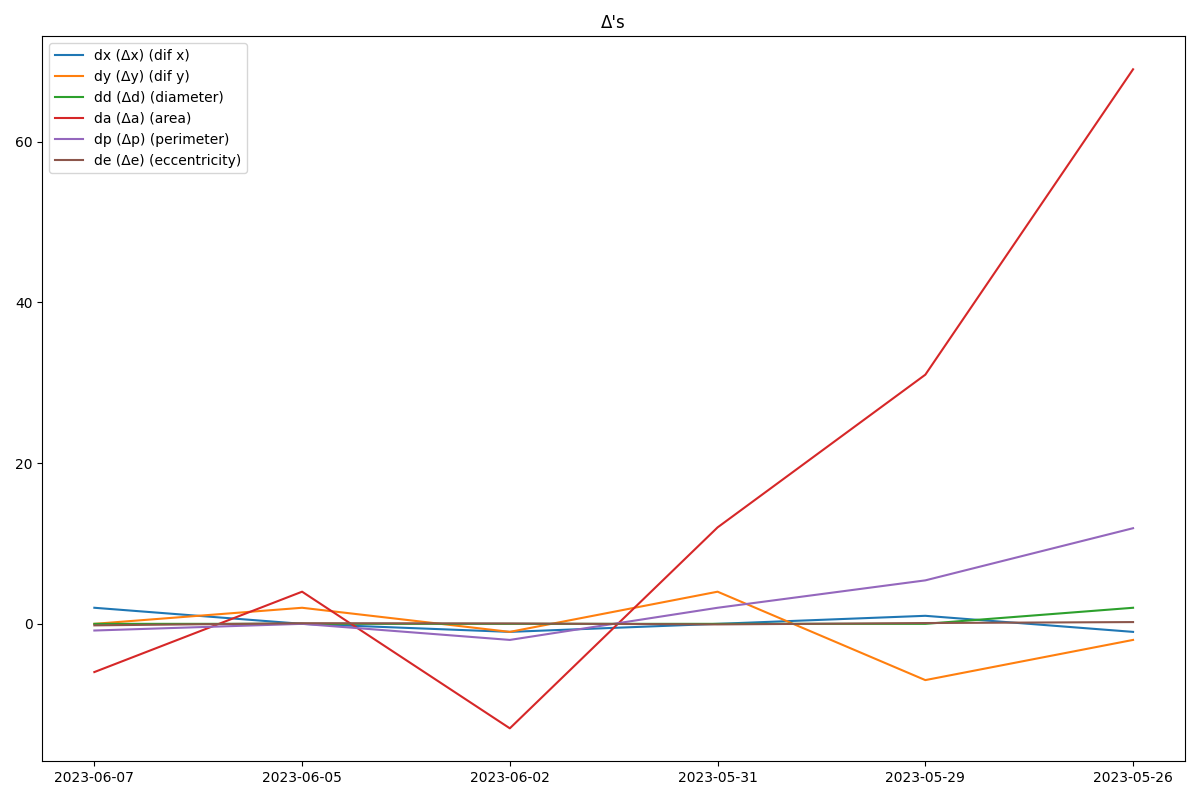 Δ's
dx (Δx) (dif x)
dy (Δy) (dif y)
dd (Δd) (diameter)
da (Δa) (area)
dp (Δp) (perimeter)
de (Δe) (eccentricity)
60
40
20
0
2023-06-07 2023-06-05 2023-06-02 2023-05-31 2023-05-29 2023-05-26